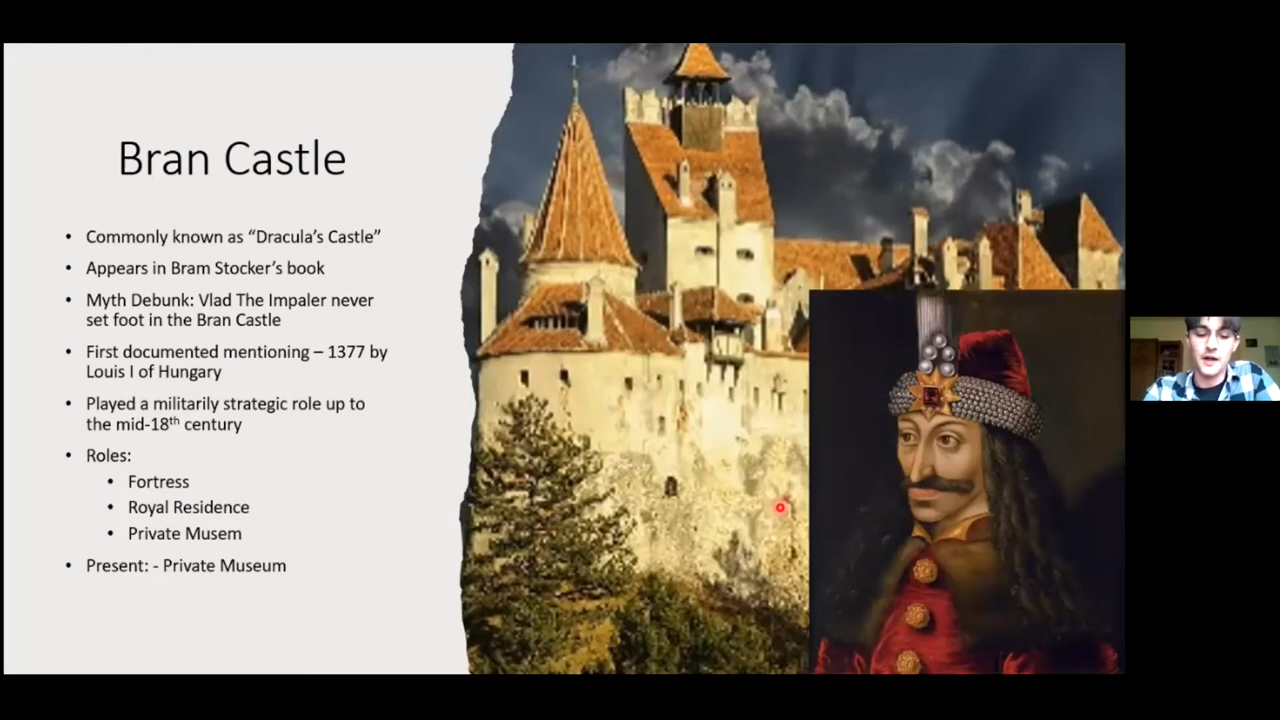 Bran Castle
• Commonly known as “Dracula’s Castle”
• Appears in Bram Stocker’s book
• Myth Debunk: Vlad The Impaler never
set foot in the Bran Castle
• First documented mentioning – 1377 by
Louis I of Hungary
• Played a militarily strategic role up to
the mid-18th century
• Roles:
• Fortress
• Royal Residence
• Private Musem
• Present: - Private Museum